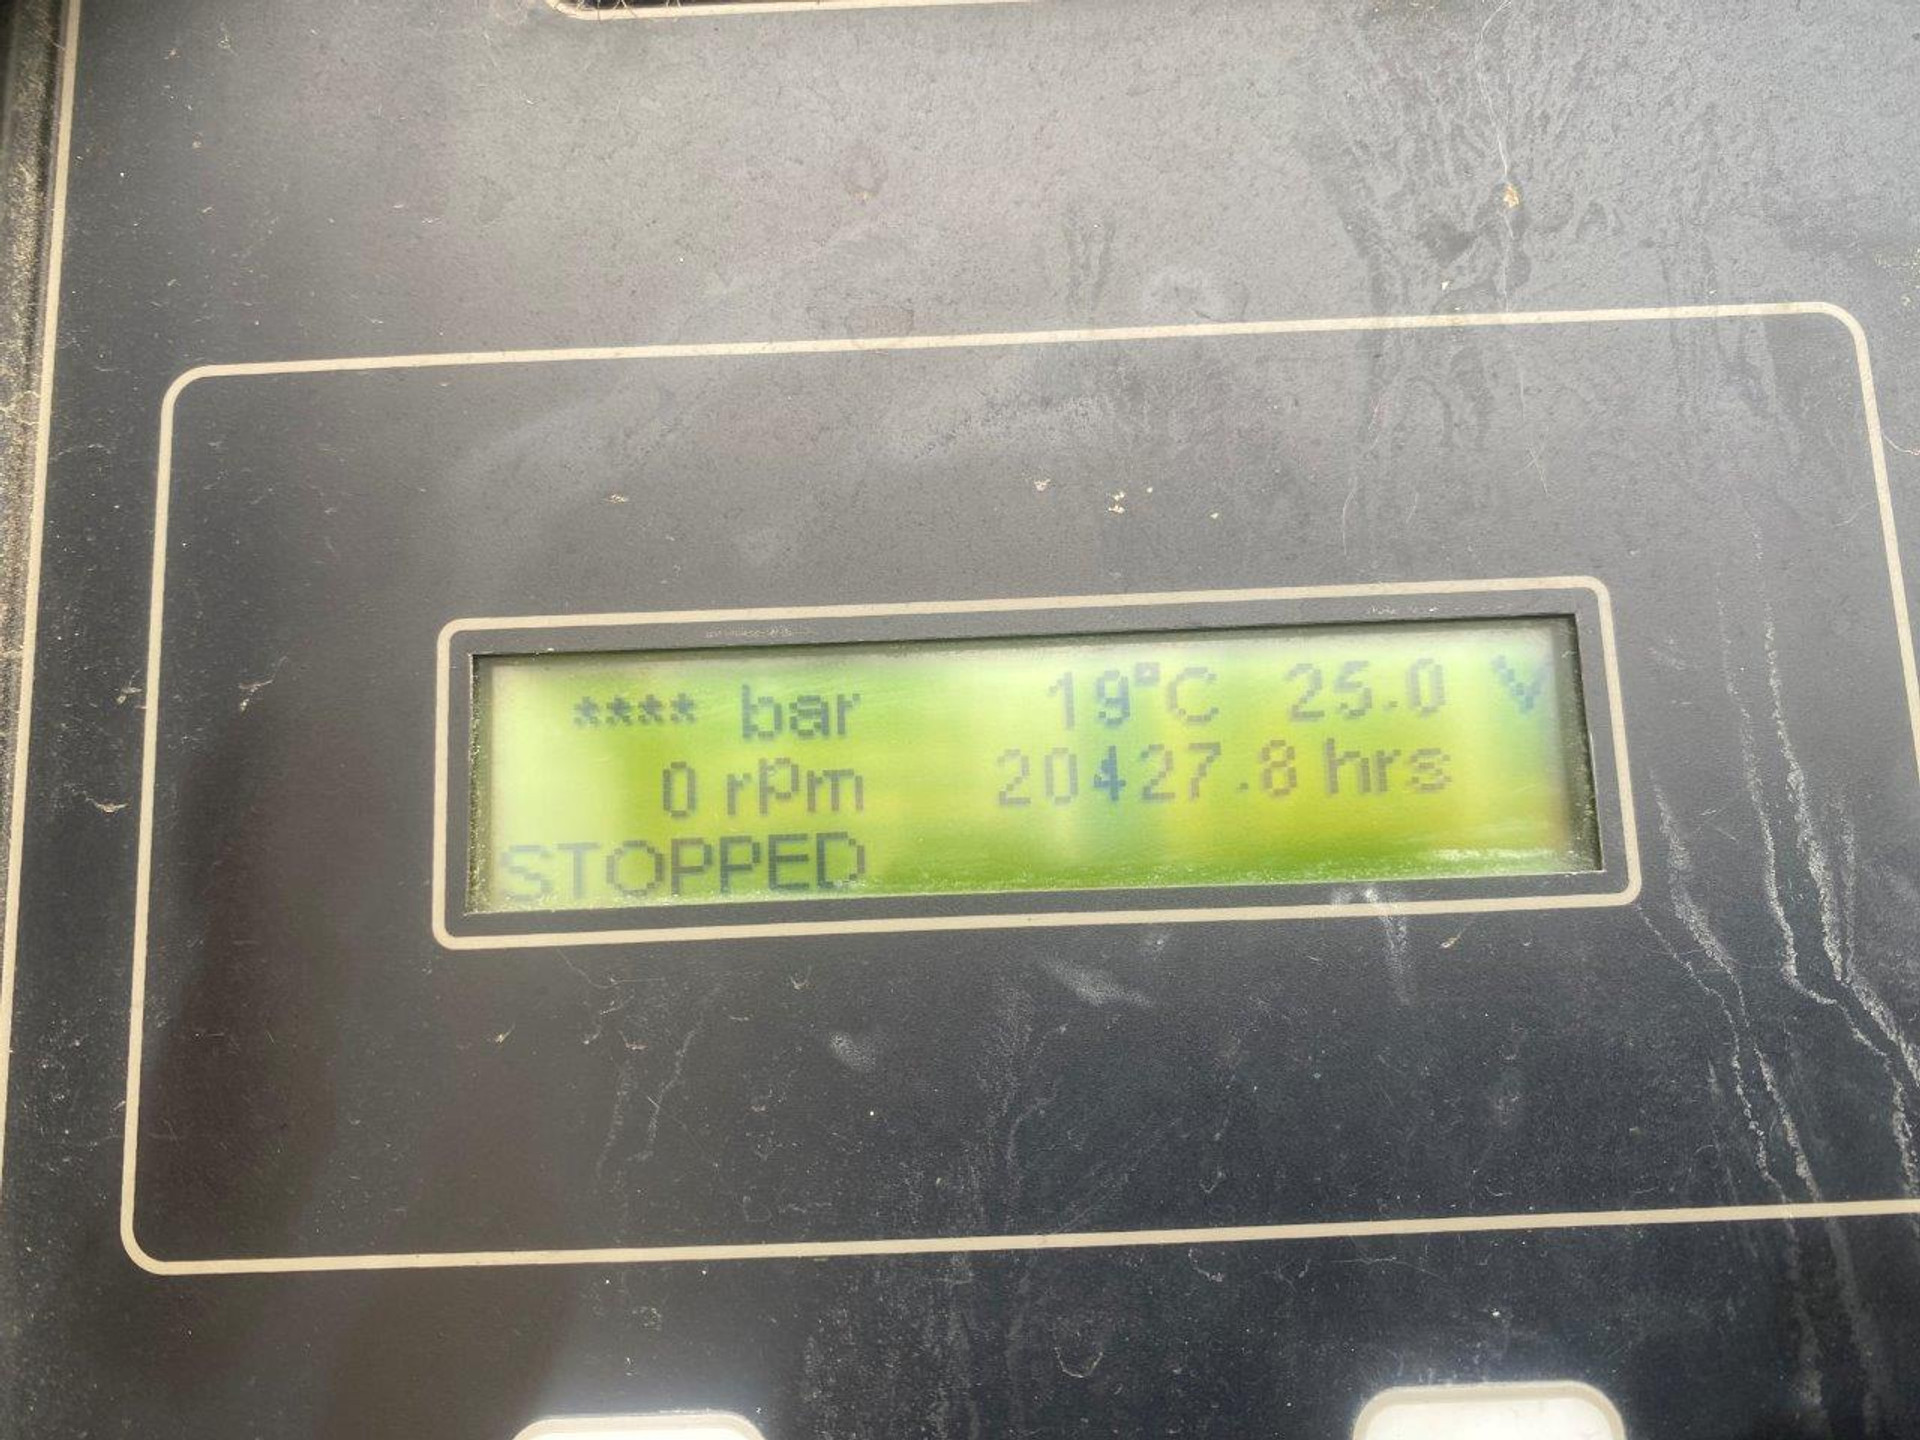 **** bar 19°C 25.0 V
0 rpm 20427.8 hrs
STOPPED